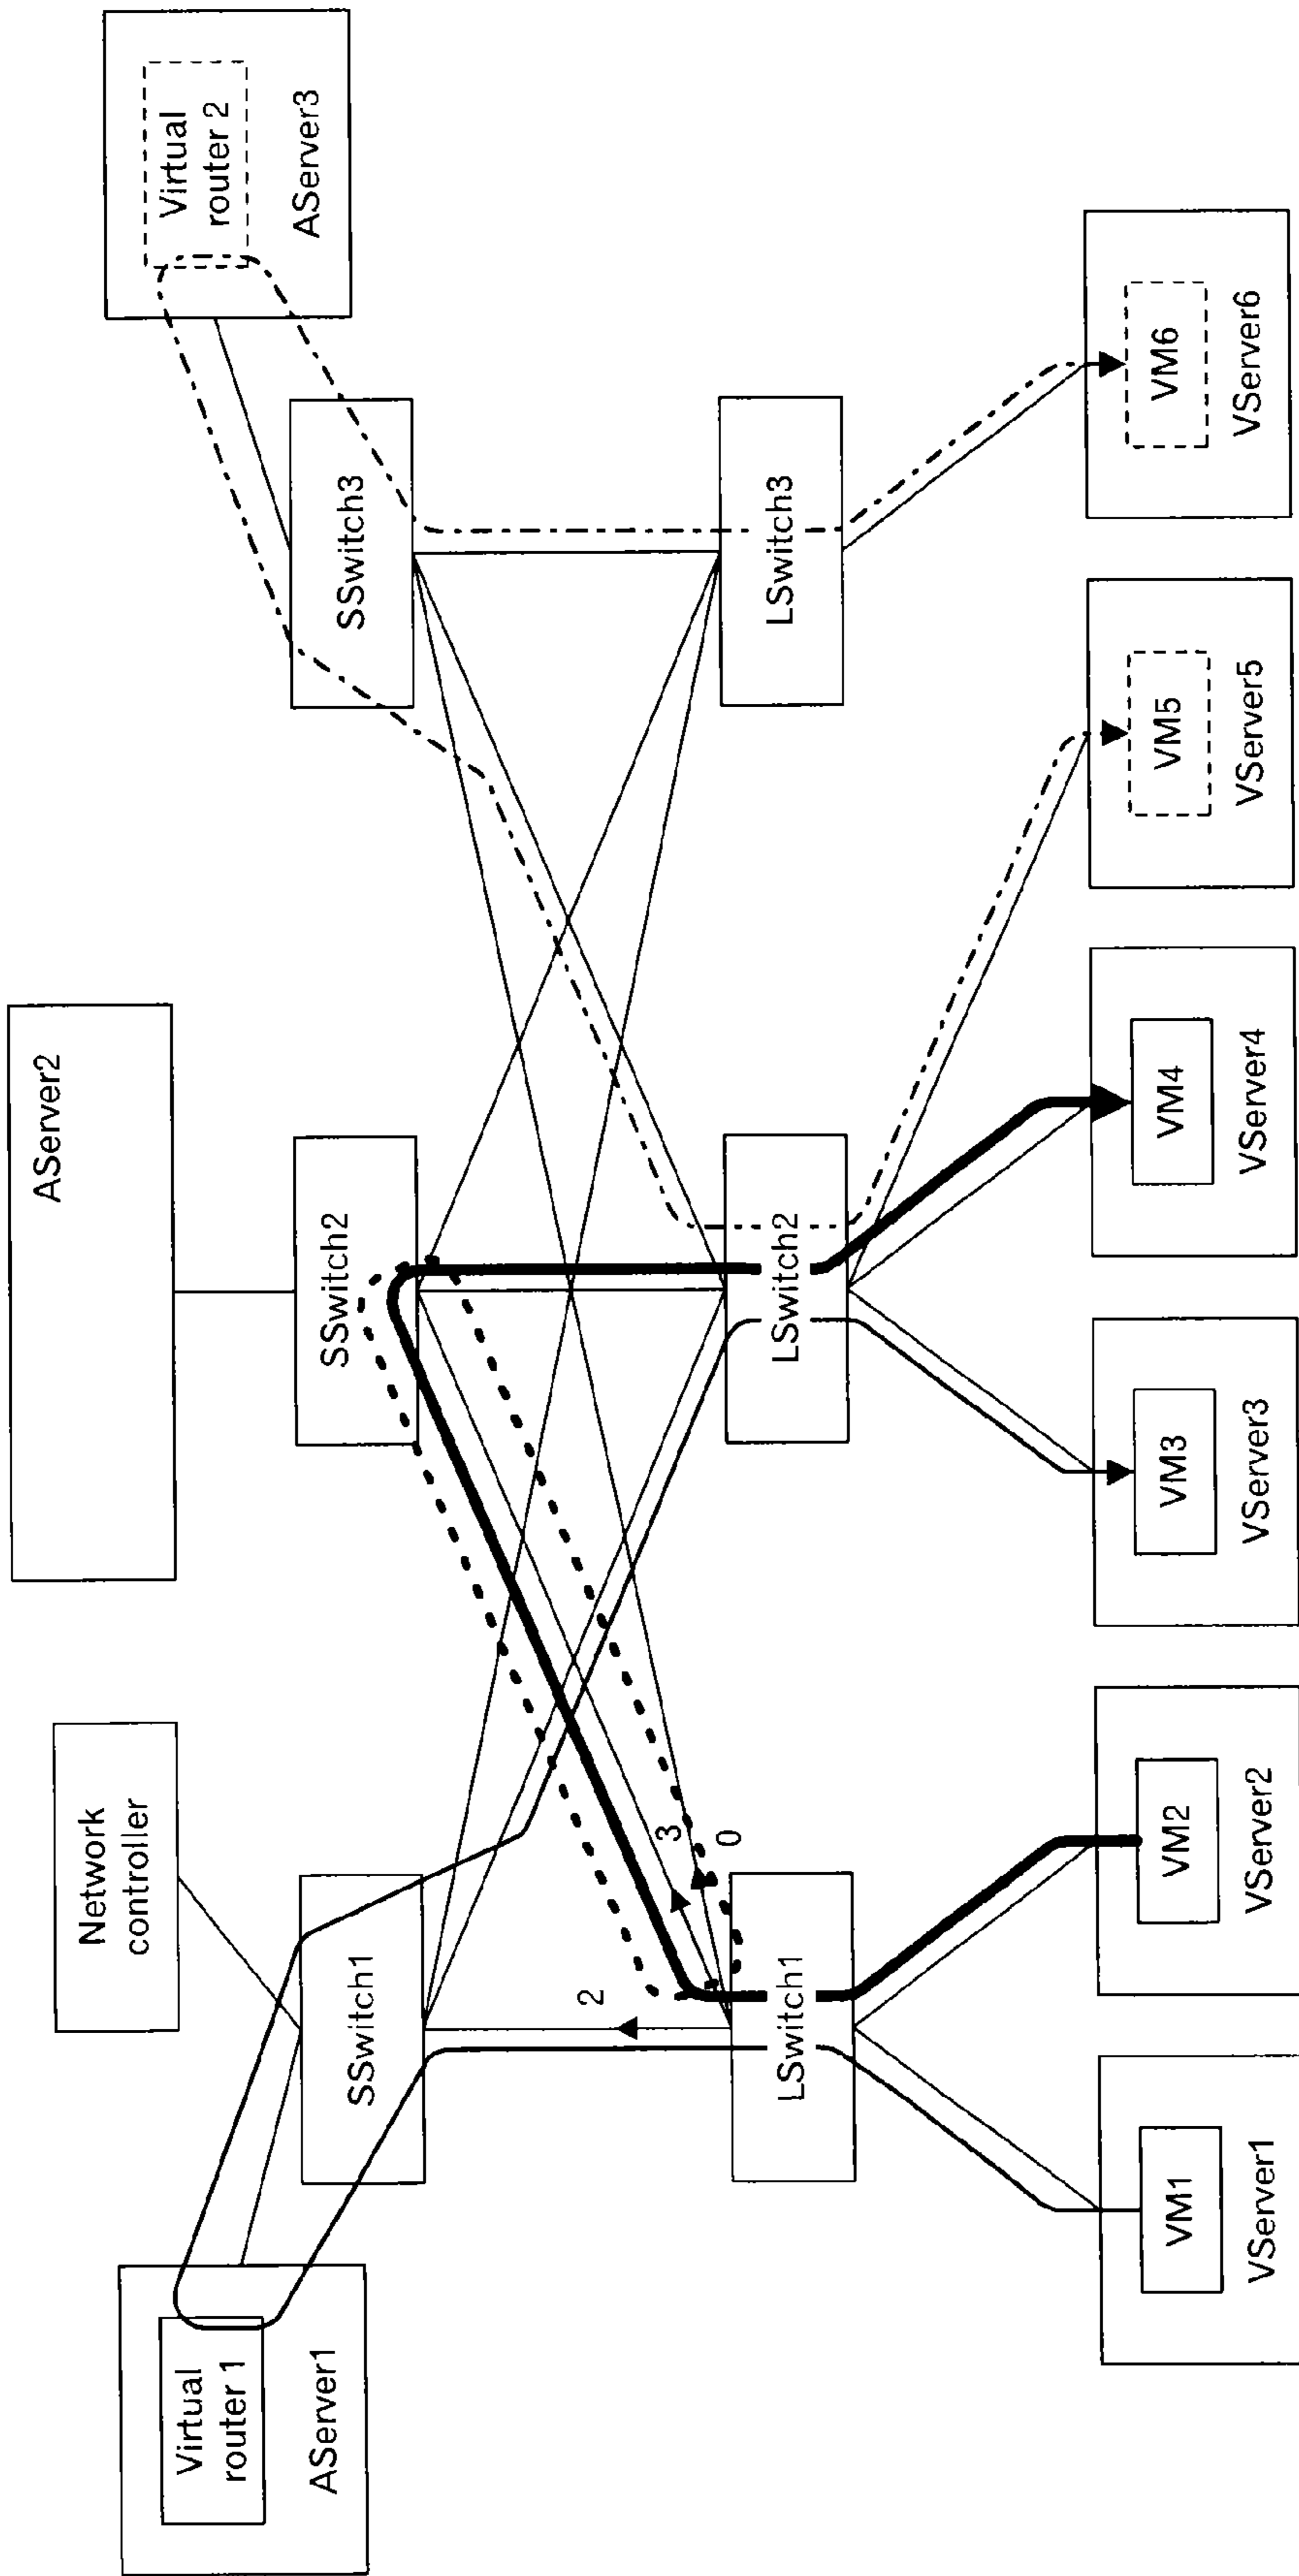 Virtual
router 1
AServer1
Network
controller
AServer2
Virtual
router 2
AServer3
SSwitch1
SSwitch2
SSwitch3
2
3
0
LSwitch1
LSwitch2
LSwitch3
VM1
VServer1
VM2
VServer2
VM3
VServer3
VM4
VServer4
VM5
VServer5
VM6
VServer6